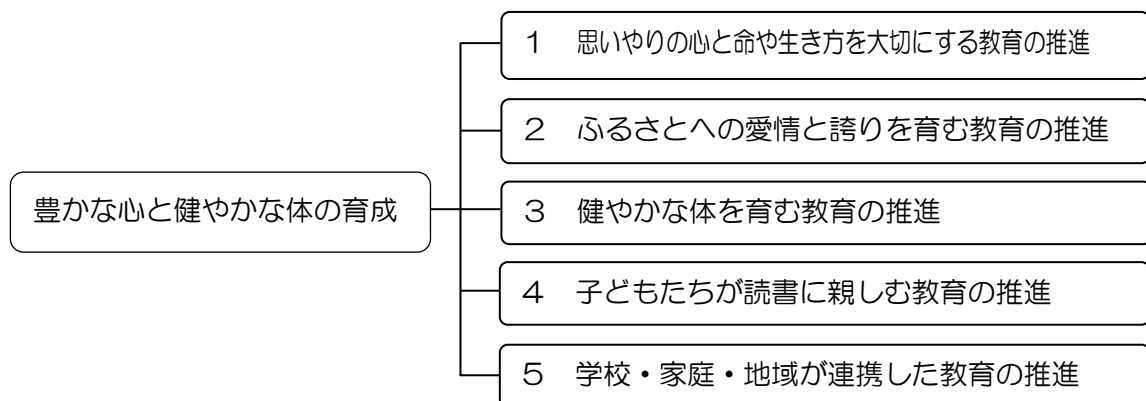 豊かな心と健やかな体の育成
１　思いやりの心と命や生き方を大切にする教育の推進
２　ふるさとへの愛情と誇りを育む教育の推進
３　健やかな体を育む教育の推進
４　子どもたちが読書に親しむ教育の推進
５　学校・家庭・地域が連携した教育の推進